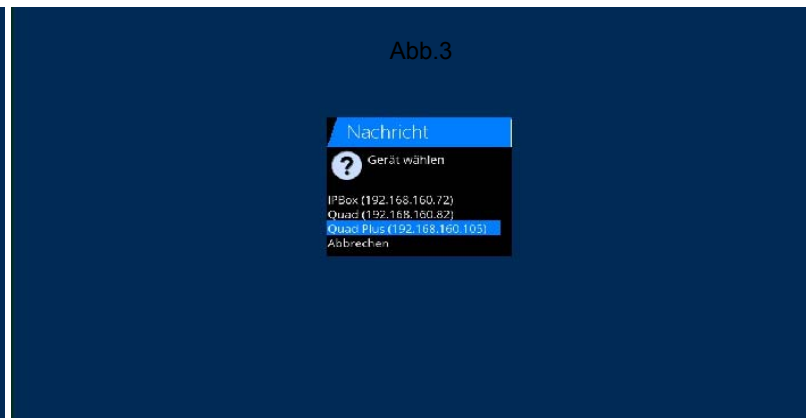 Abb.3
Nachricht
? Gerät wählen
IPBox (192.168.160.72)
Quad (192.168.160.82)
Quad Plus (192.168.160.105)
Abbrechen